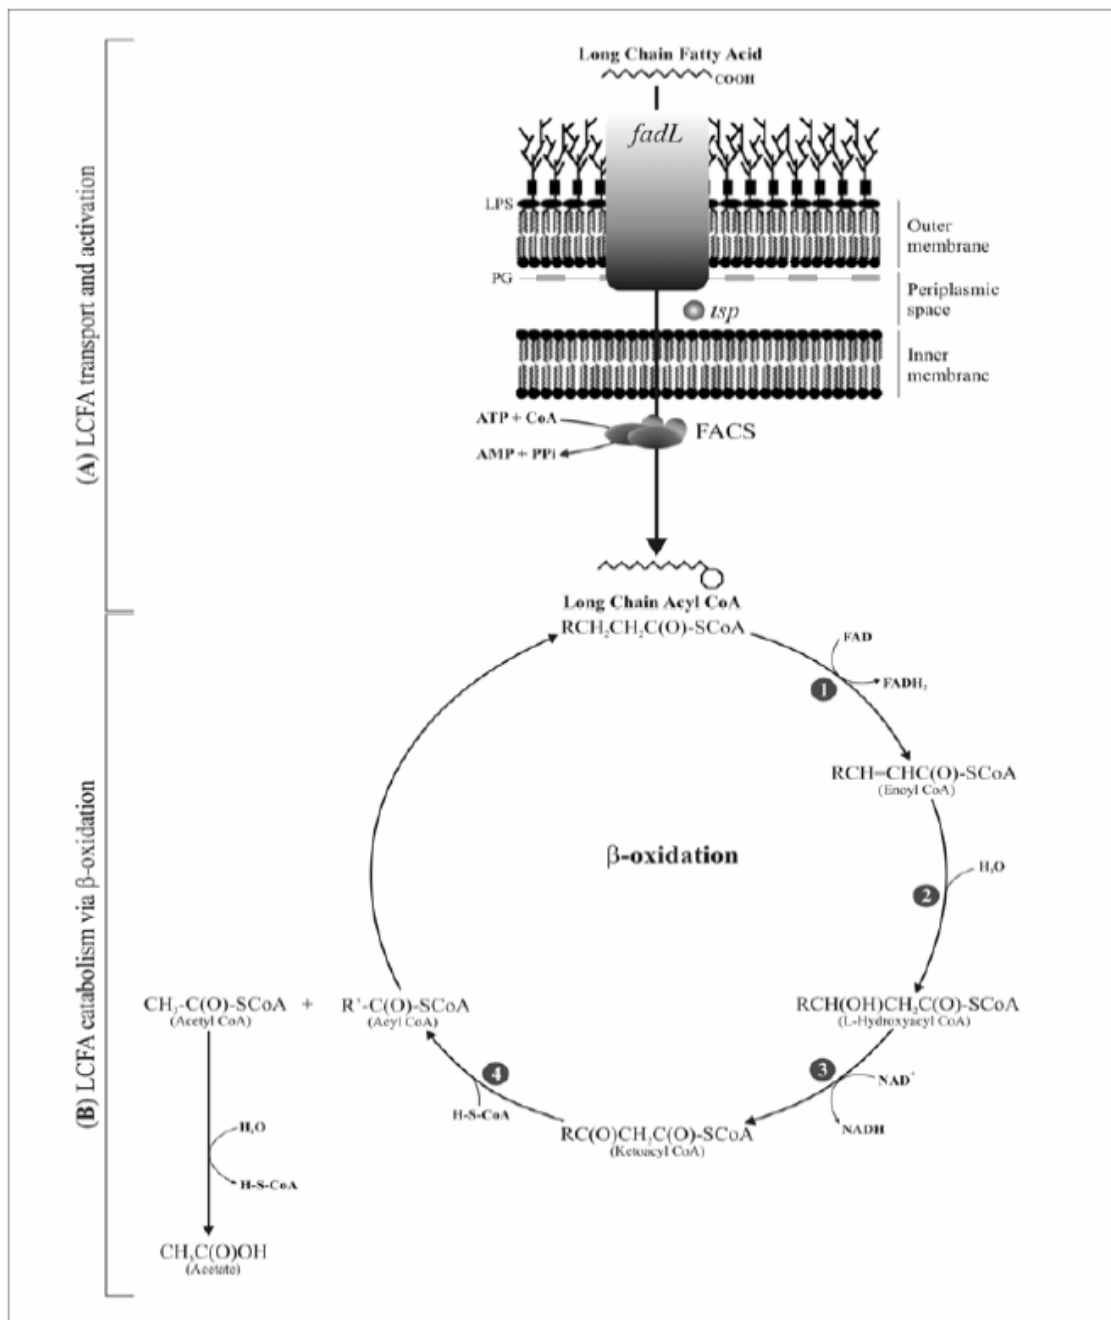 (A) LCFA transport and activation
Long Chain Fatty Acid
COOH
fadL
LPS
Outer
membrane
PG
Periplasmic
space
tsp
Inner
membrane
ATP + CoA
FACS
AMP + PPi
Long Chain Acyl CoA
RCH₂CH₂C(O)-SCoA
(B) LCFA catabolism via β-oxidation
FAD
1
FADH₂
RCH=CHC(O)-SCoA
(Enoyl CoA)
β-oxidation
2
H₂O
CH₃-C(O)-SCoA + R'-C(O)-SCoA
(Acetyl CoA) (Acyl CoA)
RCH(OH)CH₂C(O)-SCoA
(L-Hydroxyacyl CoA)
4
3
NAD⁺
H-S-CoA
NADH
RC(O)CH₂C(O)-SCoA
(Ketoacyl CoA)
H₂O
H-S-CoA
CH₃C(O)OH
(Acetate)